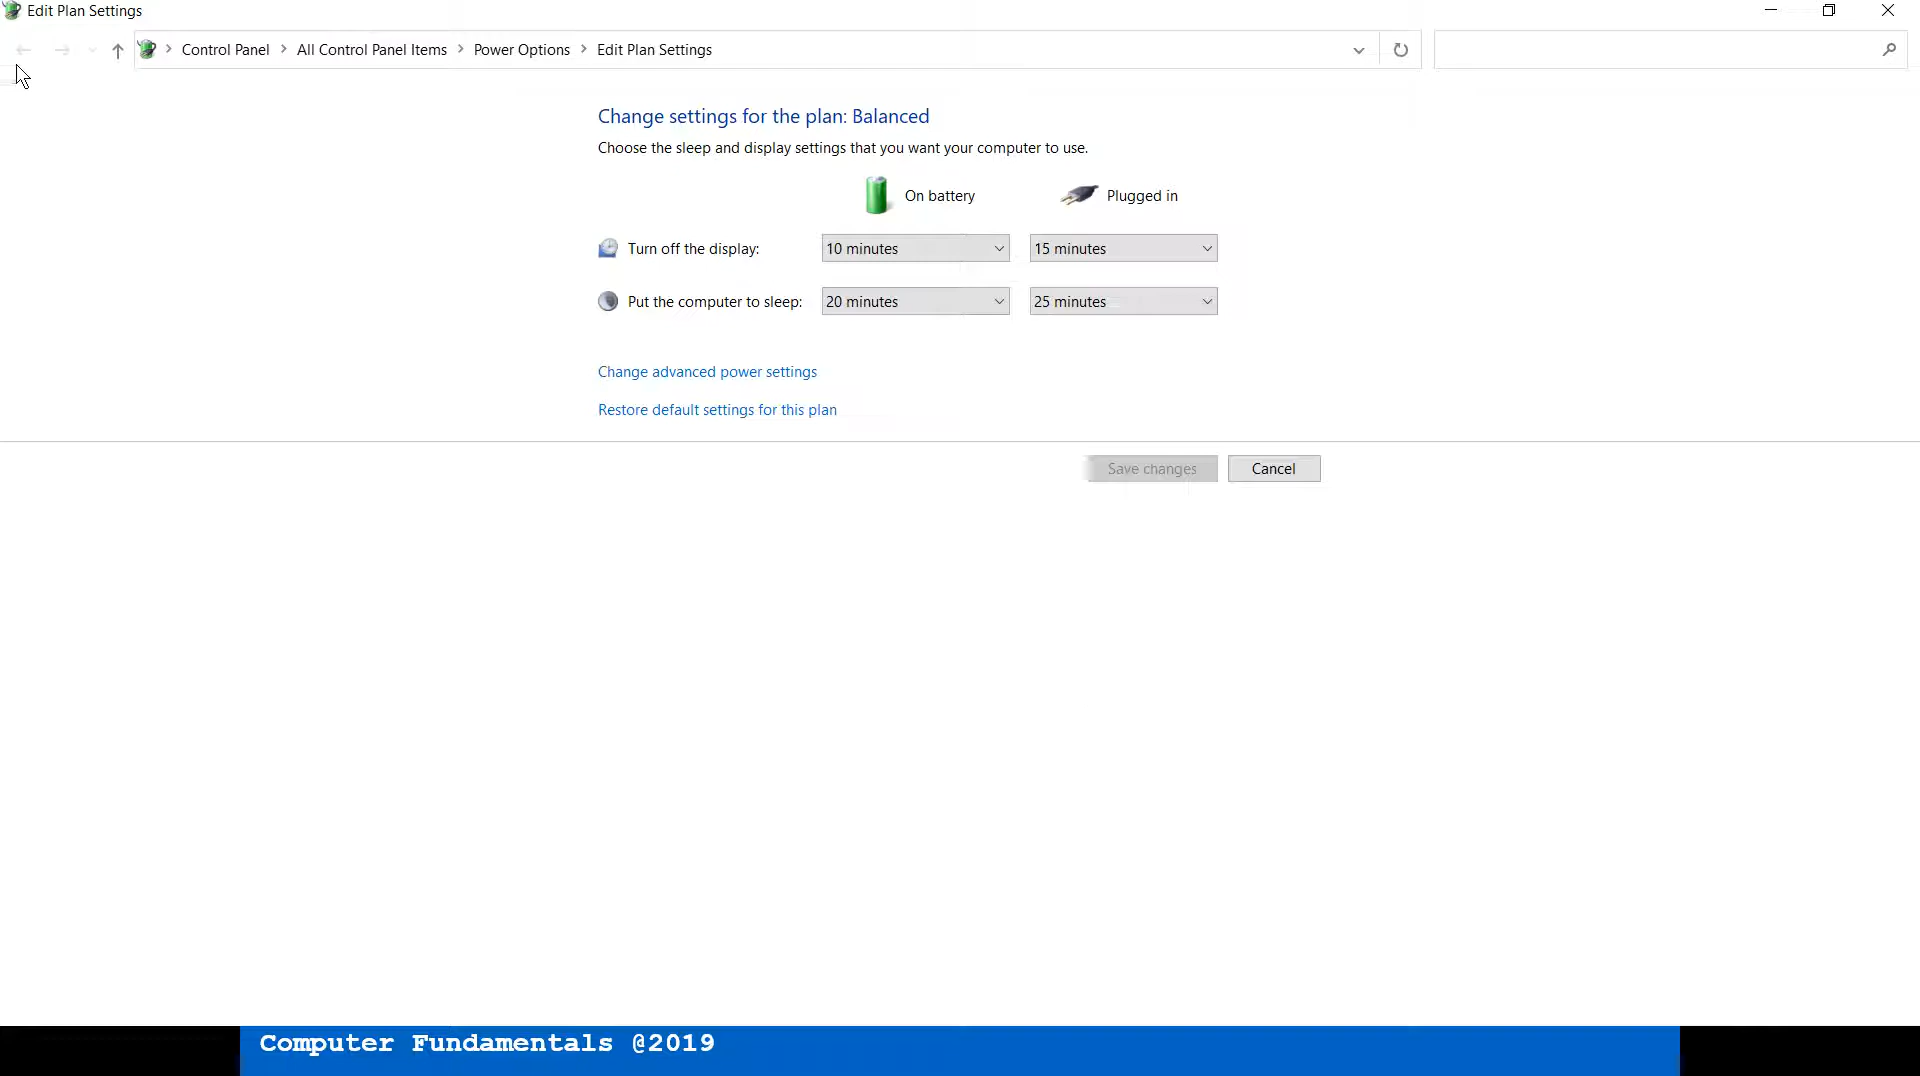 Edit Plan Settings
Control Panel > All Control Panel Items > Power Options > Edit Plan Settings
Change settings for the plan: Balanced
Choose the sleep and display settings that you want your computer to use.
On battery Plugged in
Turn off the display: 10 minutes 15 minutes
Put the computer to sleep: 20 minutes 25 minutes
Change advanced power settings
Restore default settings for this plan
Save changes Cancel
Computer Fundamentals @2019